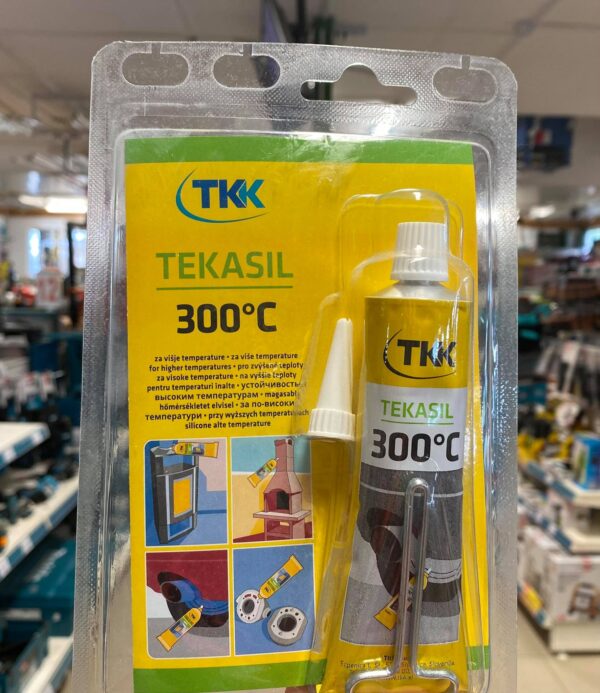 TKK
TEKASIL
300°C
za višje temperature • za više temperature
for higher temperatures • pro zvýšené teploty
za visoke temperature • na vyššie teploty
pentru temperaturi inalte • устойчивость
высоким температурам • magasabb
hőmérsékletet elvisel • за по-високи
температури • przy wyższych temperaturach
silicone alte temperature
TKK
TEKASIL
300°C